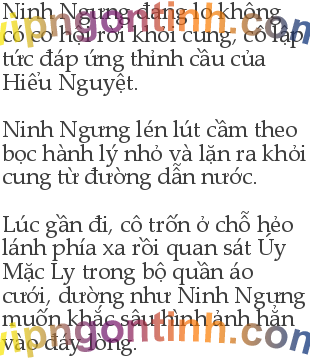 Ninh Ngưng đang lo không
có cơ hội rời khỏi cung, cô lập
tức đáp ứng thỉnh cầu của
Hiểu Nguyệt.
Ninh Ngưng lén lút cầm theo
bọc hành lý nhỏ và lặn ra khỏi
cung từ đường dẫn nước.
Lúc gần đi, cô trốn ở chỗ hẻo
lánh phía xa rồi quan sát Úy
Mặc Ly trong bộ quần áo
cưới, dường như Ninh Ngưng
muốn khắc sâu hình ảnh hắn
vào đáy lòng.
vipngontinh.com
vipngontinh.com